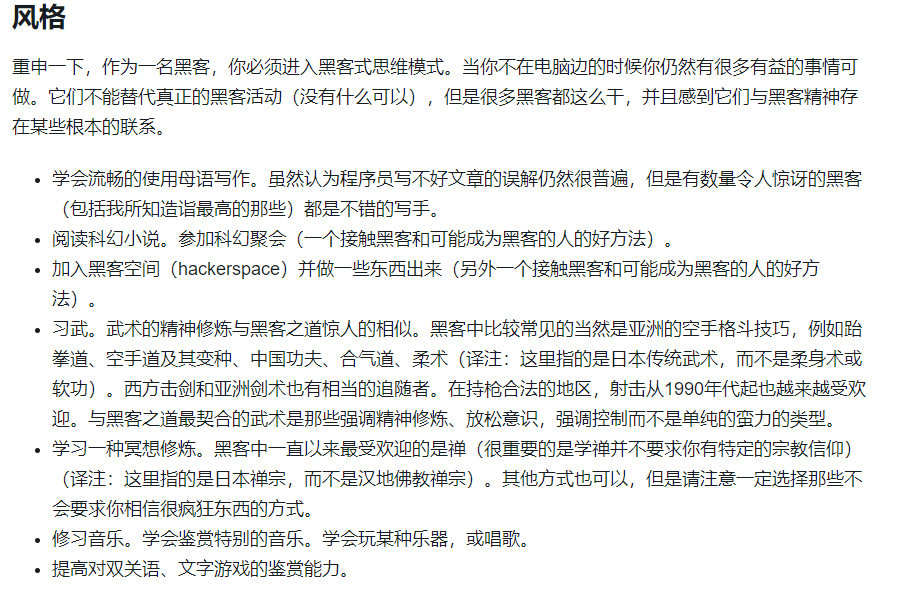 风格
重申一下，作为一名黑客，你必须进入黑客式思维模式。当你不在电脑边的时候你仍然有很多有益的事情可
做。它们不能替代真正的黑客活动（没有什么可以），但是很多黑客都这么干，并且感到它们与黑客精神存
在某些根本的联系。
• 学会流畅的使用母语写作。虽然认为程序员写不好文章的误解仍然很普遍，但是有数量令人惊讶的黑客
（包括我所知造诣最高的那些）都是不错的写手。
• 阅读科幻小说。参加科幻聚会（一个接触黑客和可能成为黑客的人的好方法）。
• 加入黑客空间（hackerspace）并做一些东西出来（另外一个接触黑客和可能成为黑客的人的好方
法）。
• 习武。武术的精神修炼与黑客之道惊人的相似。黑客中比较常见的当然是亚洲的空手格斗技巧，例如跆
拳道、空手道及其变种、中国功夫、合气道、柔术（译注：这里指的是日本传统武术，而不是柔身术或
软功）。西方击剑和亚洲剑术也有相当的追随者。在持枪合法的地区，射击从1990年代起也越来越受欢
迎。与黑客之道最契合的武术是那些强调精神修炼、放松意识，强调控制而不是单纯的蛮力的类型。
• 学习一种冥想修炼。黑客中一直以来最受欢迎的是禅（很重要的是学禅并不要求你有特定的宗教信仰）
（译注：这里指的是日本禅宗，而不是汉地佛教禅宗）。其他方式也可以，但是请注意一定选择那些不
会要求你相信很疯狂东西的方式。
• 修习音乐。学会鉴赏特别的音乐。学会玩某种乐器，或唱歌。
• 提高对双关语、文字游戏的鉴赏能力。